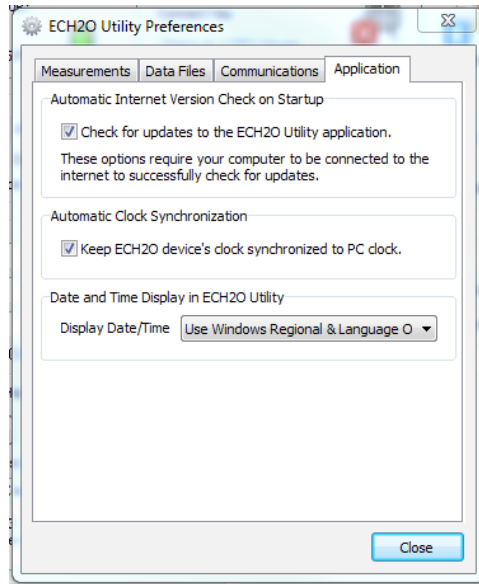 ECH2O Utility Preferences
Measurements Data Files Communications Application
Automatic Internet Version Check on Startup
Check for updates to the ECH2O Utility application.
These options require your computer to be connected to the
internet to successfully check for updates.
Automatic Clock Synchronization
Keep ECH2O device's clock synchronized to PC clock.
Date and Time Display in ECH2O Utility
Display Date/Time Use Windows Regional & Language O
Close